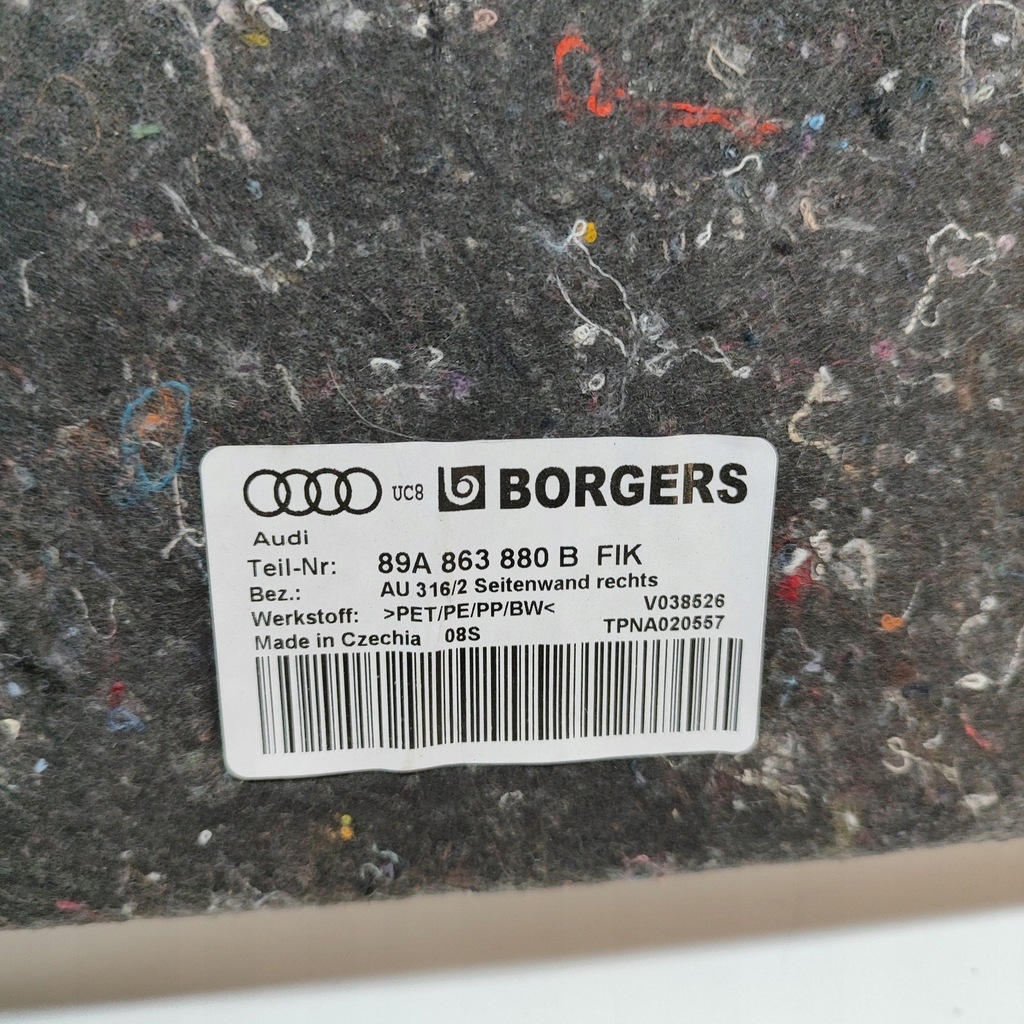 UC8 BORGERS
Audi
Teil-Nr: 89A 863 880 B FIK
Bez.: AU 316/2 Seitenwand rechts
Werkstoff: >PET/PE/PP/BW< V038526
Made in Czechia 08S TPNA020557